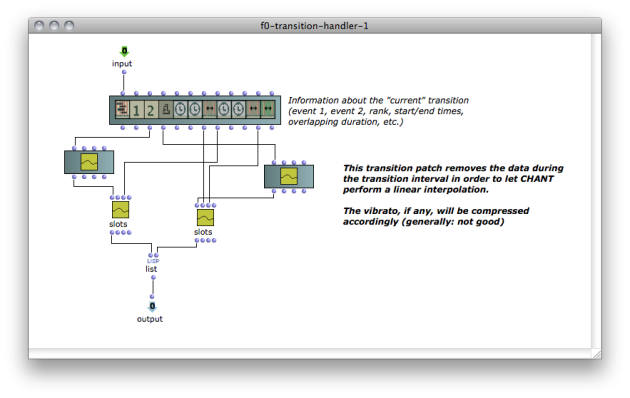 f0-transition-handler-1
input
1 2
Information about the "current" transition
(event 1, event 2, rank, start/end times,
overlapping duration, etc.)
This transition patch removes the data during
the transition interval in order to let CHANT
perform a linear interpolation.
The vibrato, if any, will be compressed
accordingly (generally: not good)
slots
slots
LISP
list
output